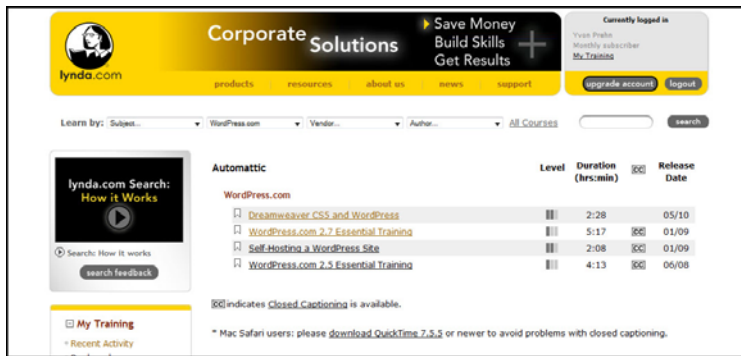 Corporate Solutions
Save Money
Build Skills
Get Results
Currently logged in
Yvan Prehn
Monthly subscriber
My Training
lynda.com
products resources about us news support
upgrade account logout
Learn by: Subject... WordPress.com Vendor... Author... All Courses search
lynda.com Search:
How it Works
Search: How it works
search feedback
Automattic Level Duration (hrs:min) CC Release Date
WordPress.com
Dreamweaver CS5 and WordPress 2:28 05/10
WordPress.com 2.7 Essential Training 5:17 CC 01/09
Self-Hosting a WordPress Site 2:08 CC 01/09
WordPress.com 2.5 Essential Training 4:13 CC 06/08
CC indicates Closed Captioning is available.
* Mac Safari users: please download QuickTime 7.5.5 or newer to avoid problems with closed captioning.
My Training
Recent Activity